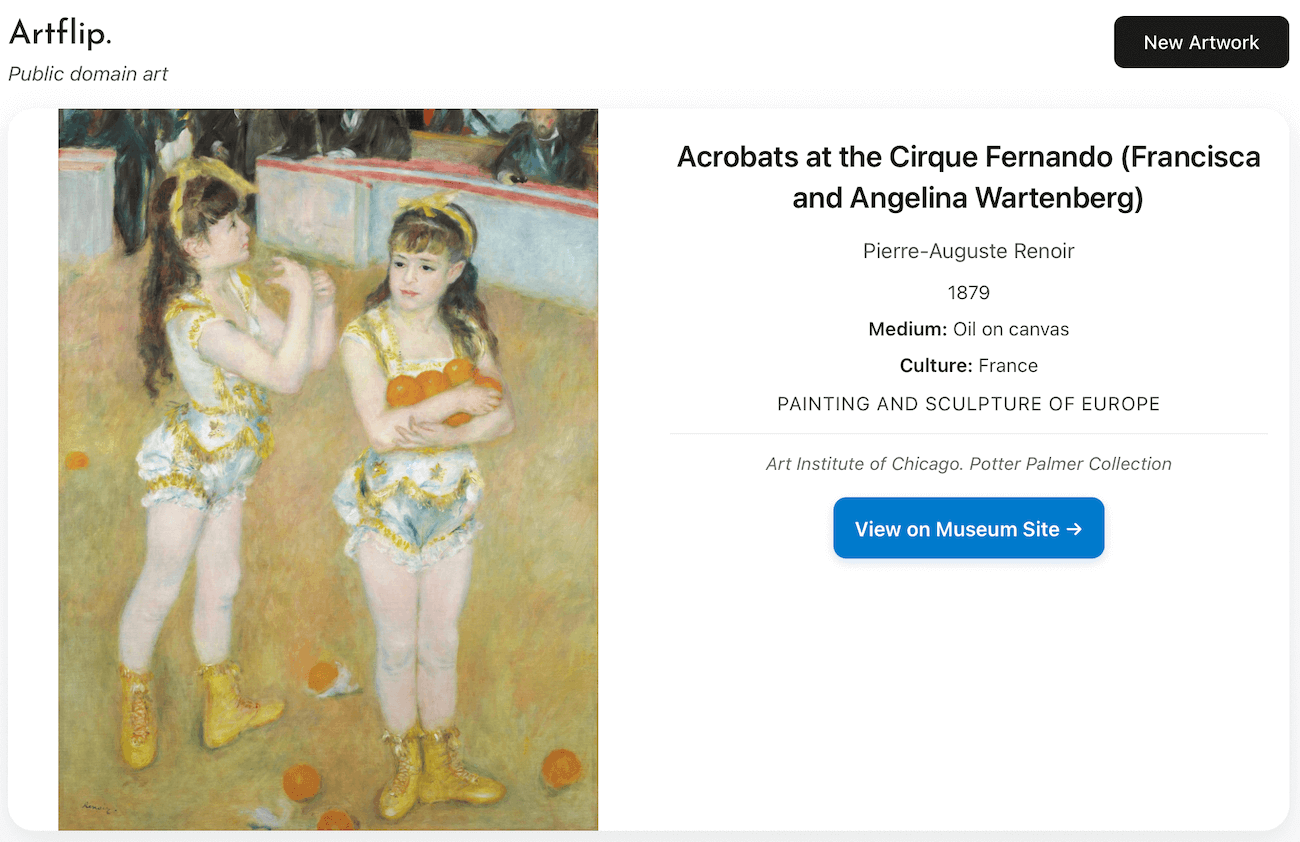 Artflip.
Public domain art
New Artwork
Acrobats at the Cirque Fernando (Francisca
and Angelina Wartenberg)
Pierre-Auguste Renoir
1879
Medium: Oil on canvas
Culture: France
PAINTING AND SCULPTURE OF EUROPE
Art Institute of Chicago. Potter Palmer Collection
View on Museum Site →